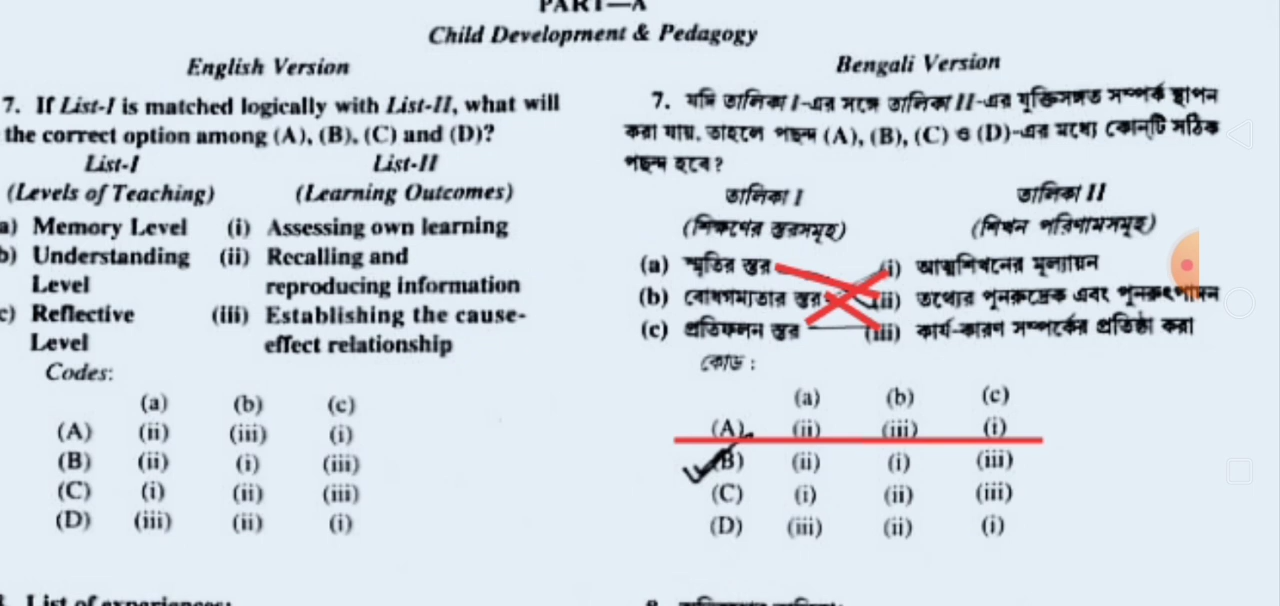 PART—A
Child Development & Pedagogy
English Version
7. If List-I is matched logically with List-II, what will
the correct option among (A), (B), (C) and (D)?
List-I List-II
(Levels of Teaching) (Learning Outcomes)
a) Memory Level (i) Assessing own learning
b) Understanding (ii) Recalling and
Level reproducing information
c) Reflective (iii) Establishing the cause-
Level effect relationship
Codes:
(a) (b) (c)
(A) (ii) (iii) (i)
(B) (ii) (i) (iii)
(C) (i) (ii) (iii)
(D) (iii) (ii) (i)
List of experiences:
Bengali Version
7. যদি তালিকা I-এর সঙ্গে তালিকা II-এর যুক্তিসঙ্গত সম্পর্ক স্থাপন
করা যায়, তাহলে পছন্দ (A), (B), (C) ও (D)-এর মধ্যে কোন্‌টি সঠিক
পছন্দ হবে?
তালিকা I তালিকা II
(শিক্ষণের স্তরসমূহ) (শিখন পরিণামসমূহ)
(a) স্মৃতির স্তর (i) আত্মশিখনের মূল্যায়ন
(b) বোধগম্যতার স্তর (ii) তথ্যের পুনরুদ্রেক এবং পুনরুৎপাদন
(c) প্রতিফলন স্তর (iii) কার্য-কারণ সম্পর্কের প্রতিষ্ঠা করা
কোড :
(a) (b) (c)
(A) (ii) (iii) (i)
(B) (ii) (i) (iii)
(C) (i) (ii) (iii)
(D) (iii) (ii) (i)